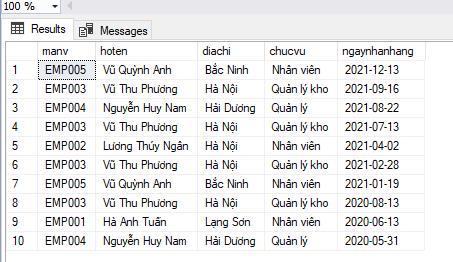 100 %
Results Messages
manv hoten diachi chucvu ngaynhanhang
1 EMP005 Vũ Quỳnh Anh Bắc Ninh Nhân viên 2021-12-13
2 EMP003 Vũ Thu Phương Hà Nội Quản lý kho 2021-09-16
3 EMP004 Nguyễn Huy Nam Hải Dương Quản lý 2021-08-22
4 EMP003 Vũ Thu Phương Hà Nội Quản lý kho 2021-07-13
5 EMP002 Lương Thúy Ngân Hà Nội Nhân viên 2021-04-02
6 EMP003 Vũ Thu Phương Hà Nội Quản lý kho 2021-02-28
7 EMP005 Vũ Quỳnh Anh Bắc Ninh Nhân viên 2021-01-19
8 EMP003 Vũ Thu Phương Hà Nội Quản lý kho 2020-08-13
9 EMP001 Hà Anh Tuấn Lạng Sơn Nhân viên 2020-06-13
10 EMP004 Nguyễn Huy Nam Hải Dương Quản lý 2020-05-31